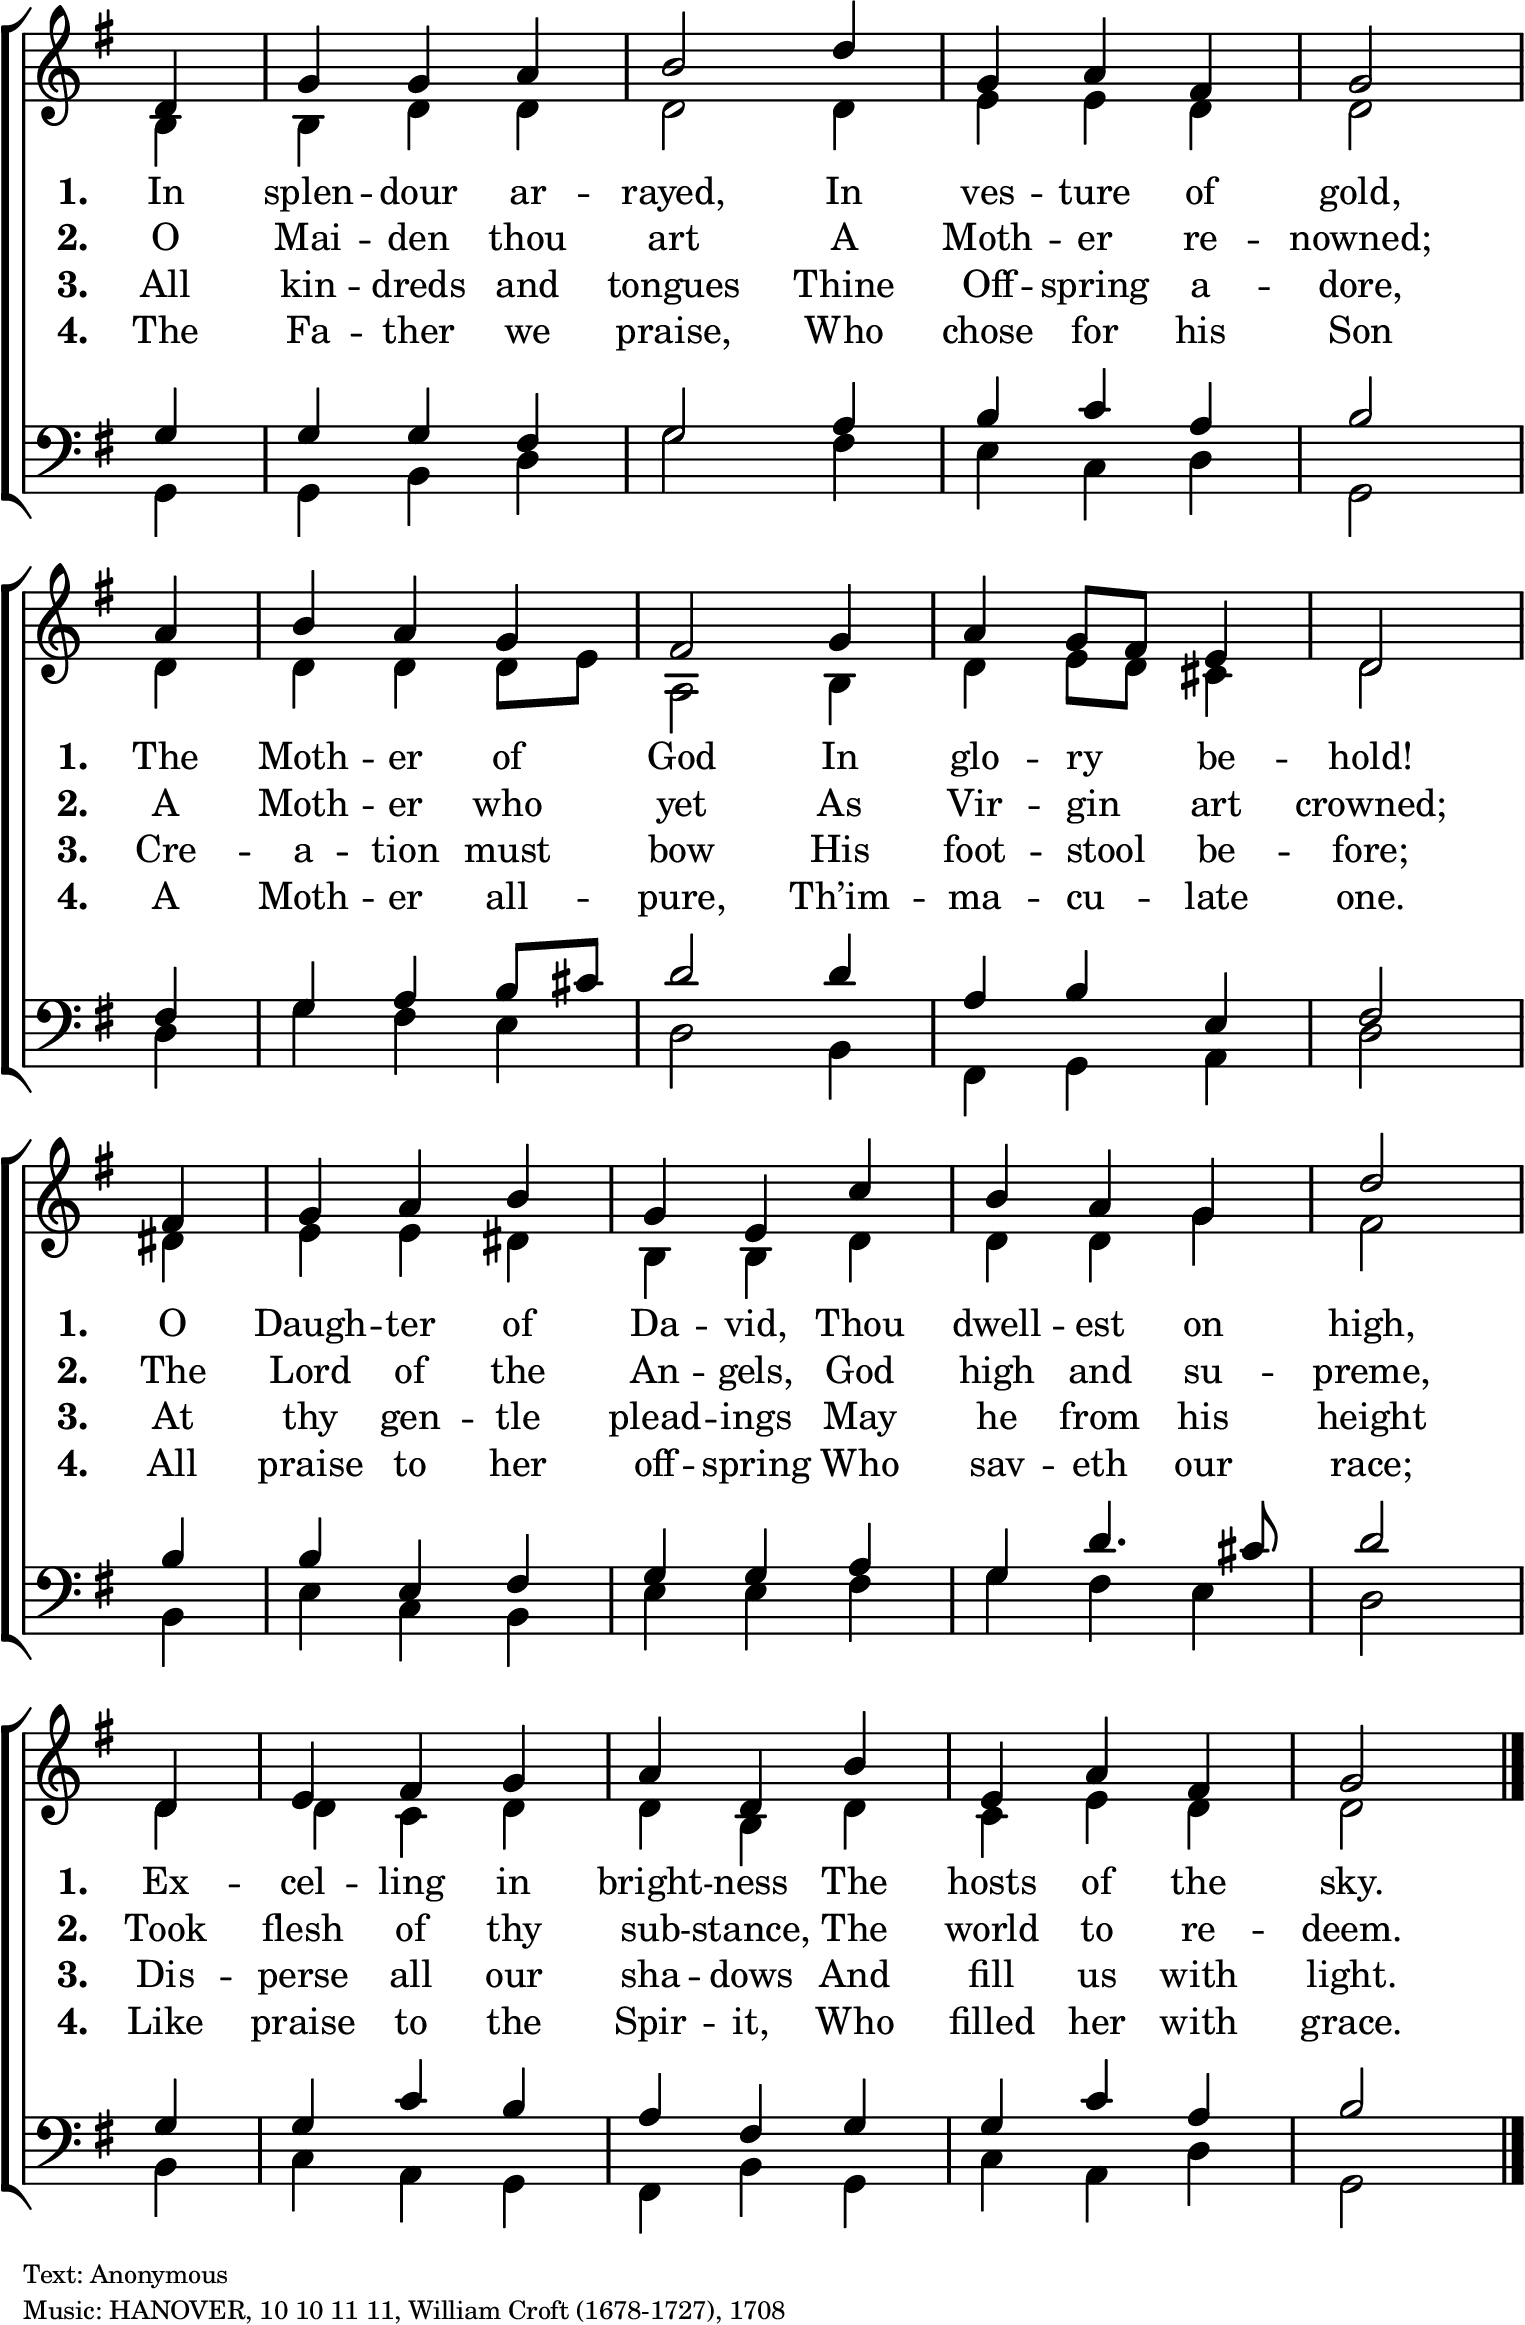 1. In splen -- dour ar -- rayed, In ves -- ture of gold,
2. O Mai -- den thou art A Moth -- er re -- nowned;
3. All kin -- dreds and tongues Thine Off -- spring a -- dore,
4. The Fa -- ther we praise, Who chose for his Son
1. The Moth -- er of God In glo -- ry be -- hold!
2. A Moth -- er who yet As Vir -- gin art crowned;
3. Cre -- a -- tion must bow His foot -- stool be -- fore;
4. A Moth -- er all -- pure, Th’im -- ma -- cu -- late one.
1. O Daugh -- ter of Da -- vid, Thou dwell -- est on high,
2. The Lord of the An -- gels, God high and su -- preme,
3. At thy gen -- tle plead -- ings May he from his height
4. All praise to her off -- spring Who sav -- eth our race;
1. Ex -- cel -- ling in bright -- ness The hosts of the sky.
2. Took flesh of thy sub -- stance, The world to re -- deem.
3. Dis -- perse all our sha -- dows And fill us with light.
4. Like praise to the Spir -- it, Who filled her with grace.
Text: Anonymous
Music: HANOVER, 10 10 11 11, William Croft (1678-1727), 1708